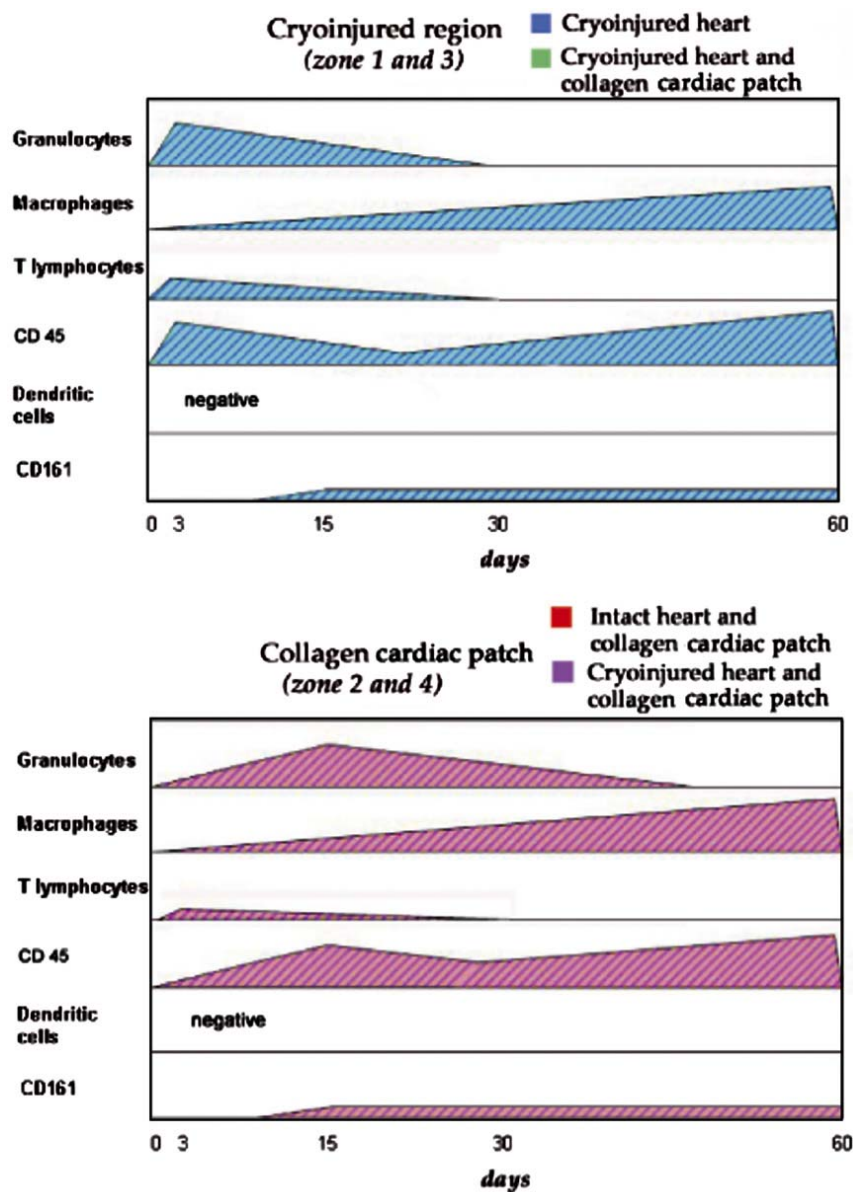 Cryoinjured region
(zone 1 and 3)
Cryoinjured heart
Cryoinjured heart and
collagen cardiac patch
Granulocytes
Macrophages
T lymphocytes
CD 45
Dendritic
cells
negative
CD161
0 3 15 30 60
days
Collagen cardiac patch
(zone 2 and 4)
Intact heart and
collagen cardiac patch
Cryoinjured heart and
collagen cardiac patch
Granulocytes
Macrophages
T lymphocytes
CD 45
Dendritic
cells
negative
CD161
0 3 15 30 60
days